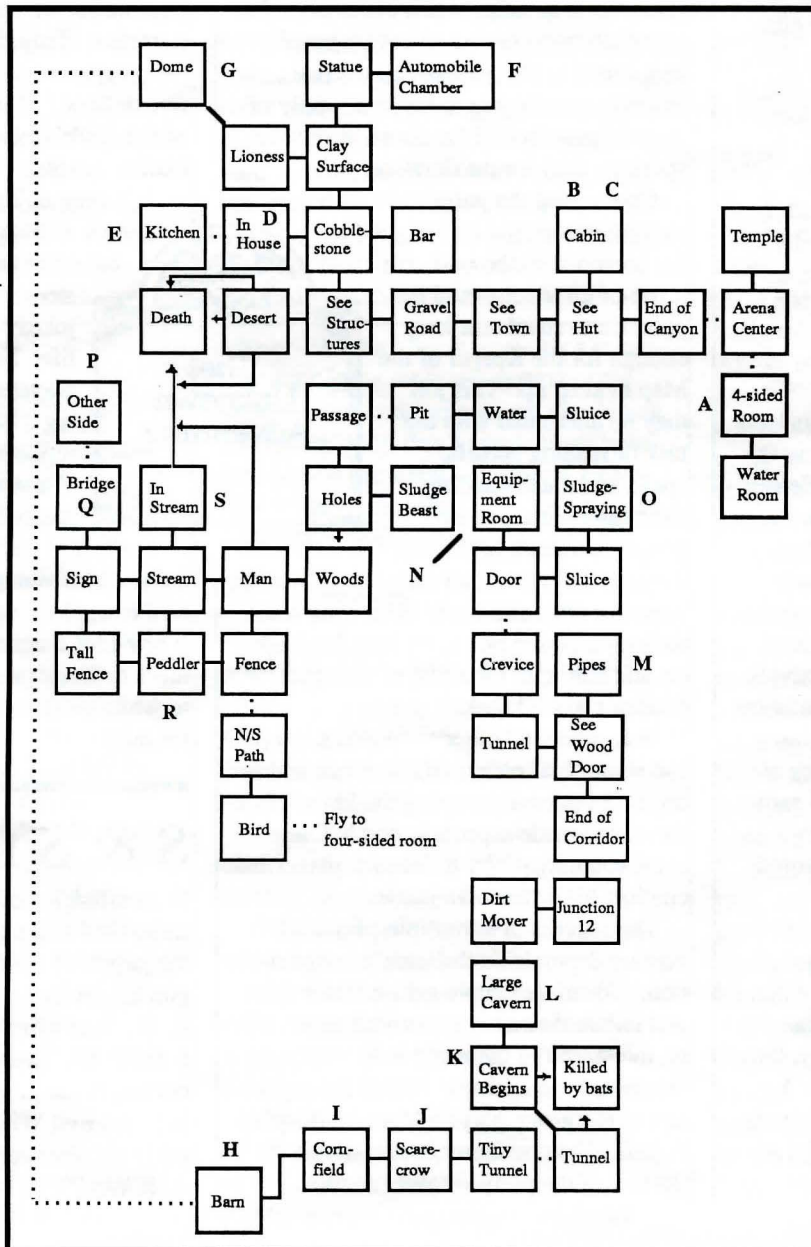 Dome
G
Statue
Automobile
Chamber
F
Lioness
Clay
Surface
B C
E
Kitchen
In
House
D
Cobble-
stone
Bar
Cabin
Temple
Death
Desert
See
Struc-
tures
Gravel
Road
See
Town
See
Hut
End of
Canyon
Arena
Center
P
Other
Side
Passage
Pit
Water
Sluice
A
4-sided
Room
Bridge
Q
In
Stream
S
Holes
Sludge
Beast
Equip-
ment
Room
Sludge-
Spraying
O
Water
Room
N
Sign
Stream
Man
Woods
Door
Sluice
Tall
Fence
Peddler
Fence
Crevice
Pipes
M
R
N/S
Path
Tunnel
See
Wood
Door
Bird
Fly to
four-sided room
End of
Corridor
Dirt
Mover
Junction
12
Large
Cavern
L
K
Cavern
Begins
Killed
by bats
H
I
Corn-
field
J
Scare-
crow
Tiny
Tunnel
Tunnel
Barn